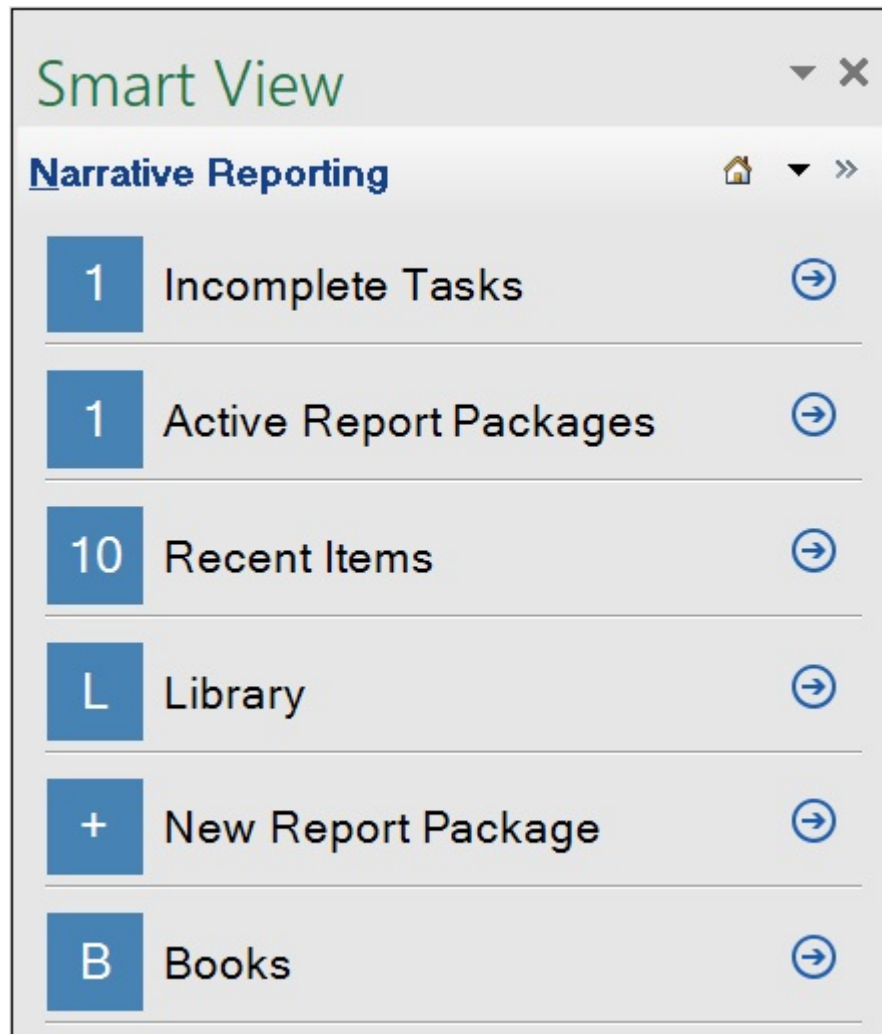 Smart View
Narrative Reporting
1 Incomplete Tasks
1 Active Report Packages
10 Recent Items
L Library
+ New Report Package
B Books